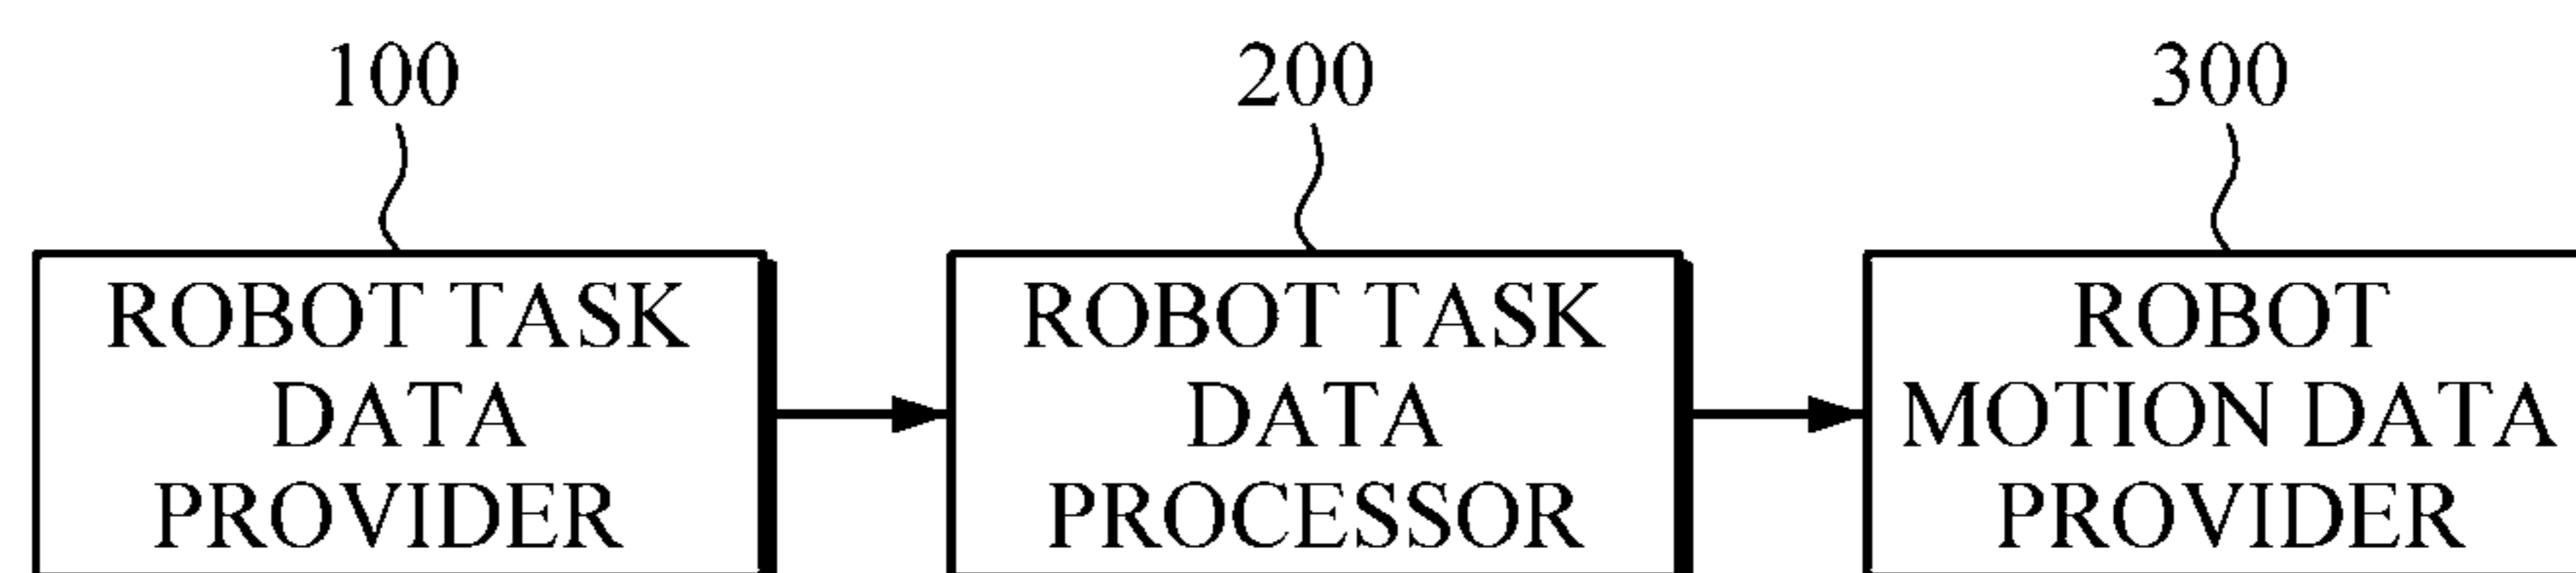 100
200
300
ROBOT TASK
DATA
PROVIDER
ROBOT TASK
DATA
PROCESSOR
ROBOT
MOTION DATA
PROVIDER